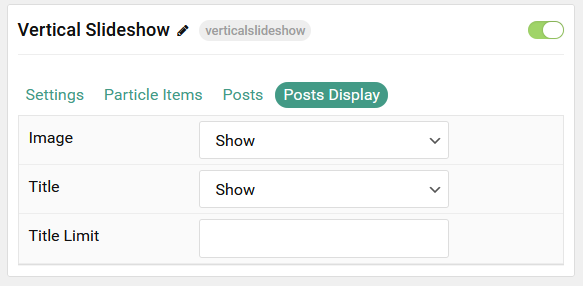 Vertical Slideshow verticalslideshow
Settings Particle Items Posts Posts Display
Image Show
Title Show
Title Limit